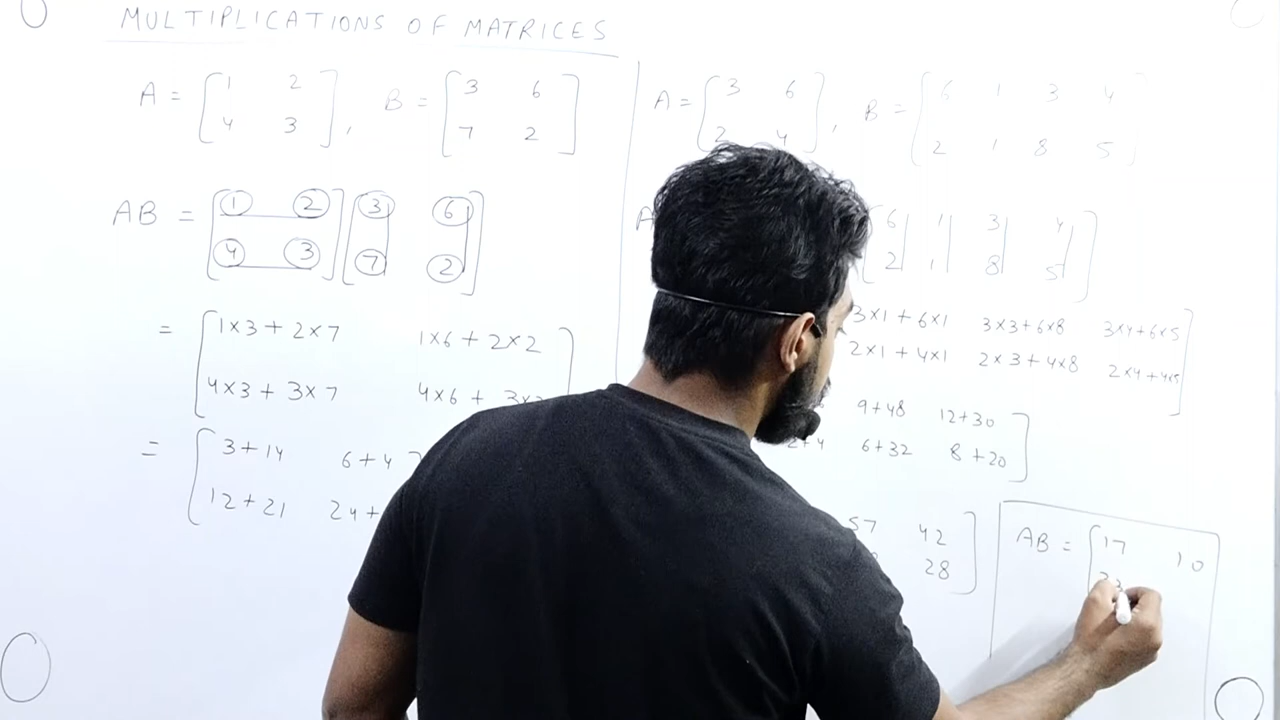 MULTIPLICATIONS OF MATRICES
A = [1 2
4 3] , B = [3 6
7 2]
AB = [1 2
4 3] [3 6
7 2]
= [1×3 + 2×7 1×6 + 2×2]
4×3 + 3×7 4×6 + 3×
= [3+14 6+4
12+21 24+
A = [3 6
2 4] , B = [6 1 3 4
2 1 8 5]
A
[6 1 3 4
2 1 8 5]
3×1 + 6×1 3×3+6×8 3×4+6×5
2×1 + 4×1 2×3+4×8 2×4+4×5
9+48 12+30
2+4 6+32 8+20
57 42
28
AB = [17 10